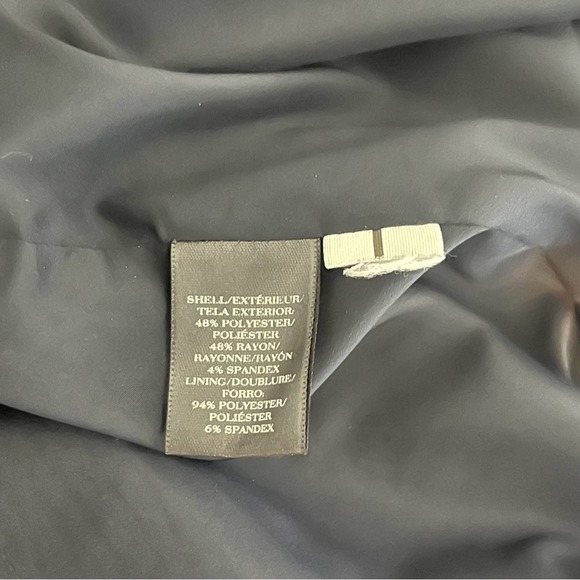 SHELL/EXTÉRIEUR/
TELA EXTERIOR:
48% POLYESTER/
POLIÉSTER
48% RAYON/
RAYONNE/RAYÓN
4% SPANDEX
LINING/DOUBLURE/
FORRO:
94% POLYESTER/
POLIÉSTER
6% SPANDEX